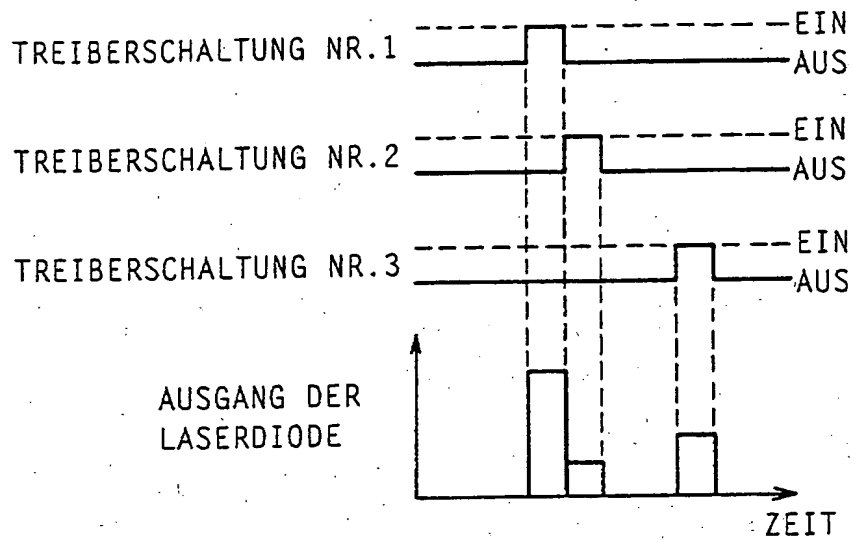 EIN
TREIBERSCHALTUNG NR.1
AUS
EIN
TREIBERSCHALTUNG NR.2
AUS
EIN
TREIBERSCHALTUNG NR.3
AUS
AUSGANG DER
LASERDIODE
ZEIT